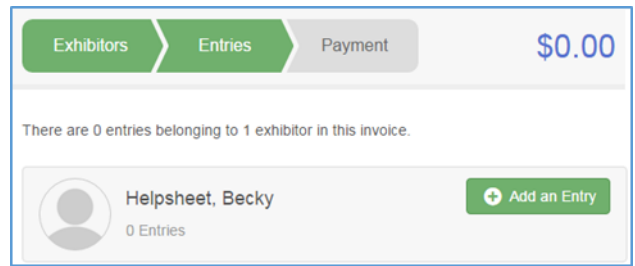 Exhibitors Entries Payment $0.00
There are 0 entries belonging to 1 exhibitor in this invoice.
Helpsheet, Becky
Add an Entry
0 Entries